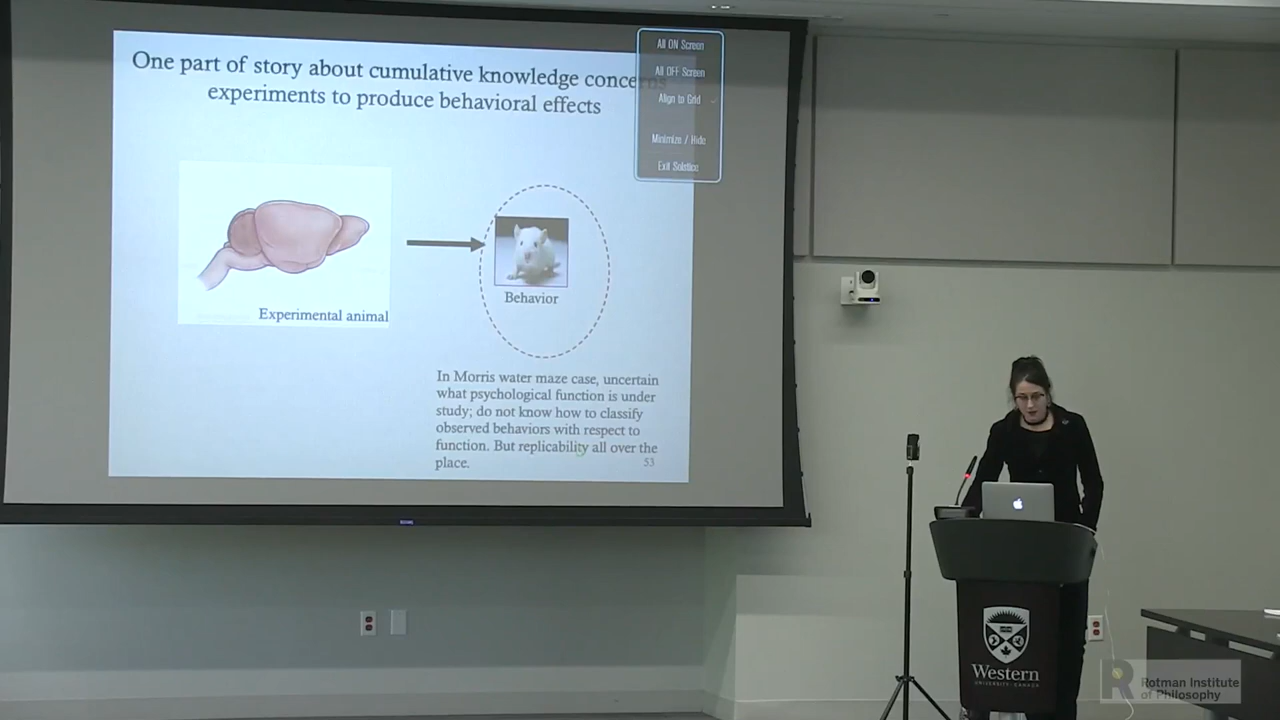 One part of story about cumulative knowledge concerns
experiments to produce behavioral effects
All ON Screen
All OFF Screen
Align to Grid
Minimize / Hide
Exit Solstice
Experimental animal
Behavior
In Morris water maze case, uncertain
what psychological function is under
study; do not know how to classify
observed behaviors with respect to
function. But replicability all over the
place.
53
Western
UNIVERSITY · CANADA
R
Rotman Institute
of Philosophy